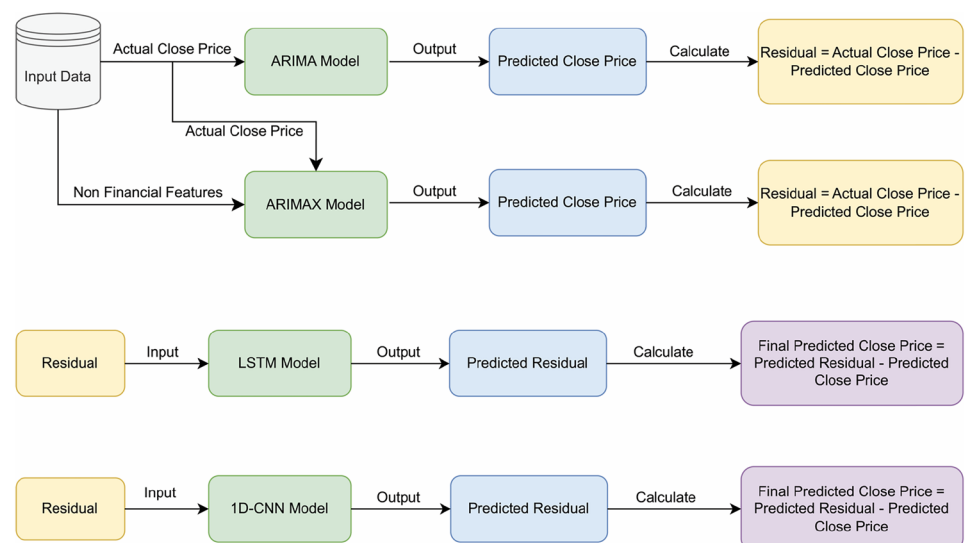 Input Data
Actual Close Price
ARIMA Model
Output
Predicted Close Price
Calculate
Residual = Actual Close Price -
Predicted Close Price
Actual Close Price
Non Financial Features
ARIMAX Model
Output
Predicted Close Price
Calculate
Residual = Actual Close Price -
Predicted Close Price
Residual
Input
LSTM Model
Output
Predicted Residual
Calculate
Final Predicted Close Price =
Predicted Residual - Predicted
Close Price
Residual
Input
1D-CNN Model
Output
Predicted Residual
Calculate
Final Predicted Close Price =
Predicted Residual - Predicted
Close Price